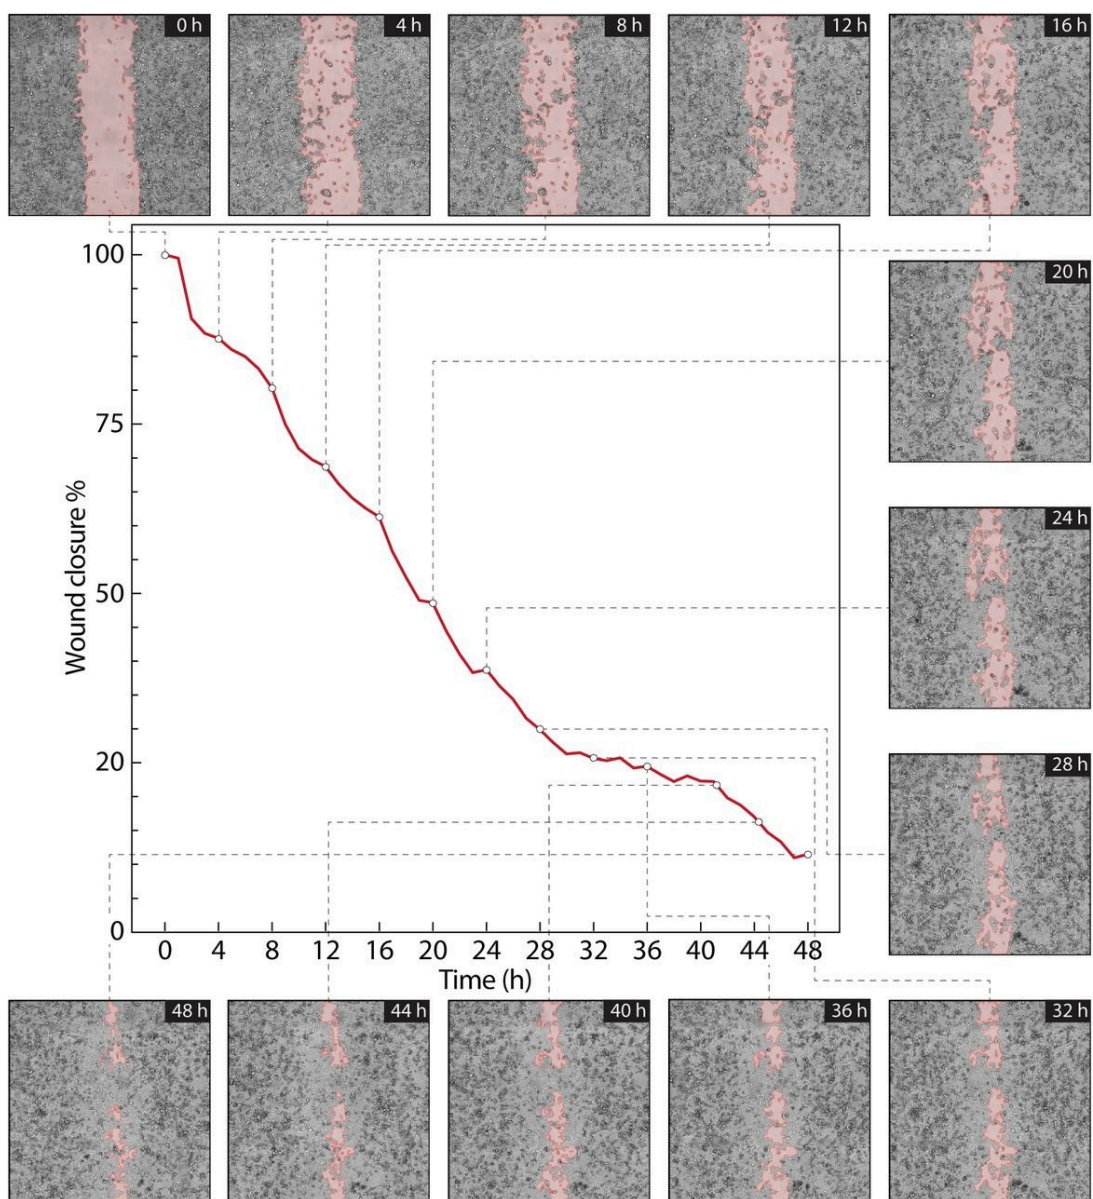 0 h
4 h
8 h
12 h
16 h
20 h
24 h
28 h
100
75
50
20
0
Wound closure %
0 4 8 12 16 20 24 28 32 36 40 44 48
Time (h)
48 h
44 h
40 h
36 h
32 h